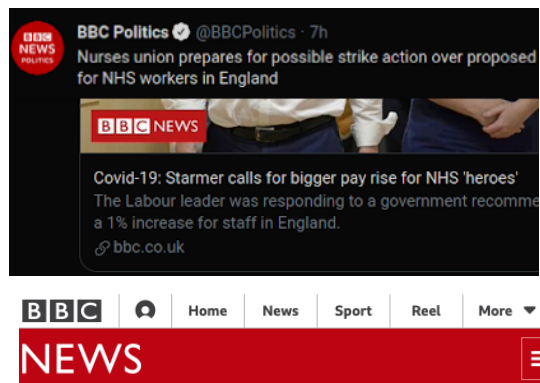 BBC Politics @BBCPolitics · 7h
Nurses union prepares for possible strike action over proposed
for NHS workers in England
BBC NEWS POLITICS
BBC NEWS
Covid-19: Starmer calls for bigger pay rise for NHS 'heroes'
The Labour leader was responding to a government recomme
a 1% increase for staff in England.
bbc.co.uk
BBC Home News Sport Reel More
NEWS